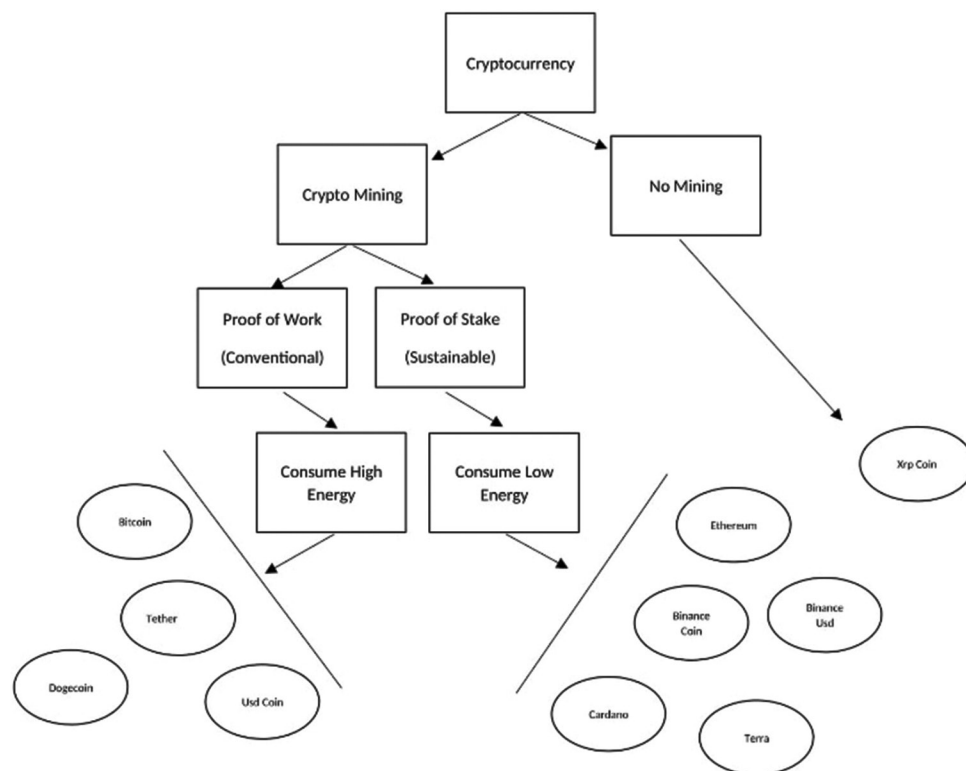 Cryptocurrency
Crypto Mining
No Mining
Proof of Work
(Conventional)
Proof of Stake
(Sustainable)
Consume High
Energy
Consume Low
Energy
Xrp Coin
Bitcoin
Tether
Dogecoin
Usd Coin
Ethereum
Binance
Coin
Binance
Usd
Cardano
Terra